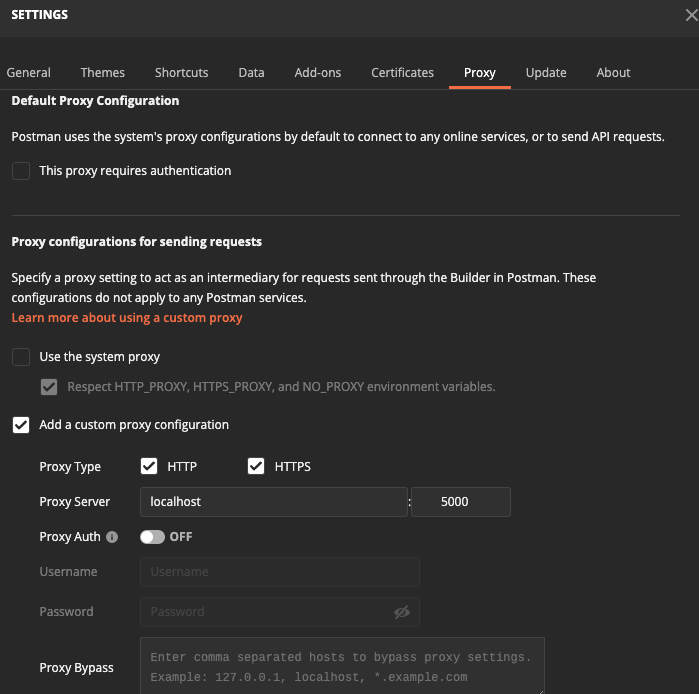 SETTINGS
General Themes Shortcuts Data Add-ons Certificates Proxy Update About
Default Proxy Configuration
Postman uses the system's proxy configurations by default to connect to any online services, or to send API requests.
This proxy requires authentication
Proxy configurations for sending requests
Specify a proxy setting to act as an intermediary for requests sent through the Builder in Postman. These
configurations do not apply to any Postman services.
Learn more about using a custom proxy
Use the system proxy
Respect HTTP_PROXY, HTTPS_PROXY, and NO_PROXY environment variables.
Add a custom proxy configuration
Proxy Type HTTP HTTPS
Proxy Server localhost : 5000
Proxy Auth i OFF
Username Username
Password Password
Proxy Bypass
Enter comma separated hosts to bypass proxy settings.
Example: 127.0.0.1, localhost, *.example.com